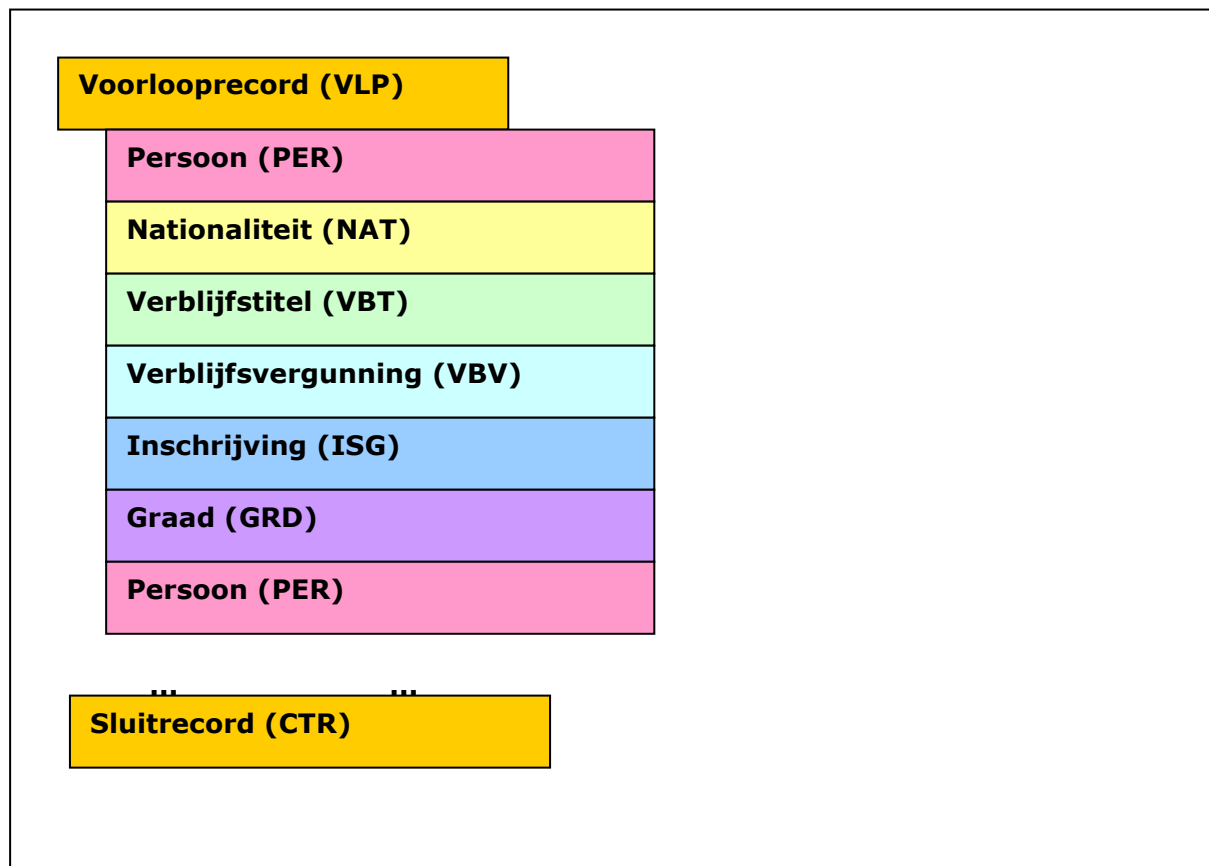 Voorlooprecord (VLP)
Persoon (PER)
Nationaliteit (NAT)
Verblijfstitel (VBT)
Verblijfsvergunning (VBV)
Inschrijving (ISG)
Graad (GRD)
Persoon (PER)
Sluitrecord (CTR)